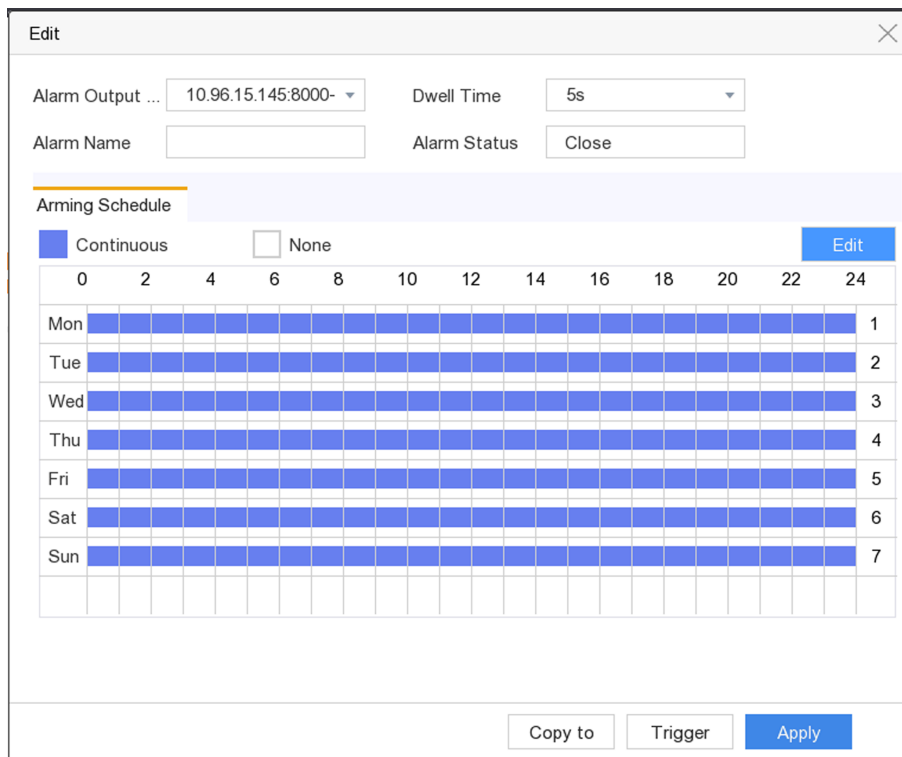 Edit
Alarm Output ... 10.96.15.145:8000- Dwell Time 5s
Alarm Name Alarm Status Close
Arming Schedule
Continuous None Edit
0 2 4 6 8 10 12 14 16 18 20 22 24
Mon 1
Tue 2
Wed 3
Thu 4
Fri 5
Sat 6
Sun 7
Copy to Trigger Apply